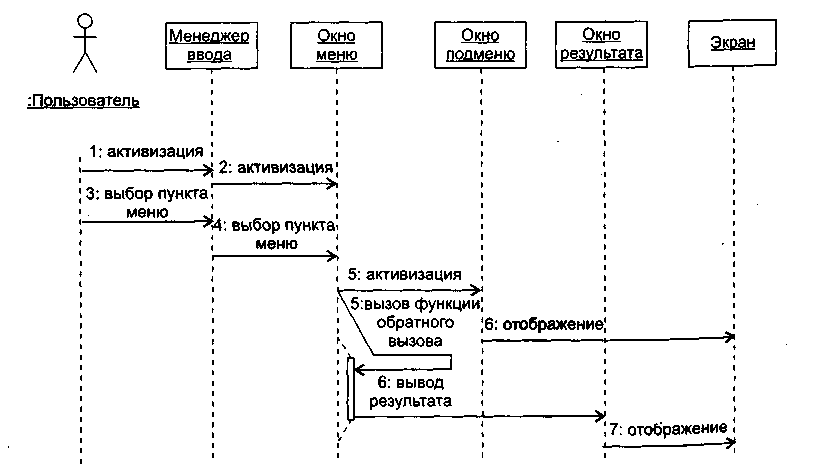 Менеджер
ввода
Окно
меню
Окно
подменю
Окно
результата
Экран
:Пользователь
1: активизация
2: активизация
3: выбор пункта
меню
4: выбор пункта
меню
5: активизация
5:вызов функции
обратного
вызова
6: отображение
6: вывод
результата
7: отображение